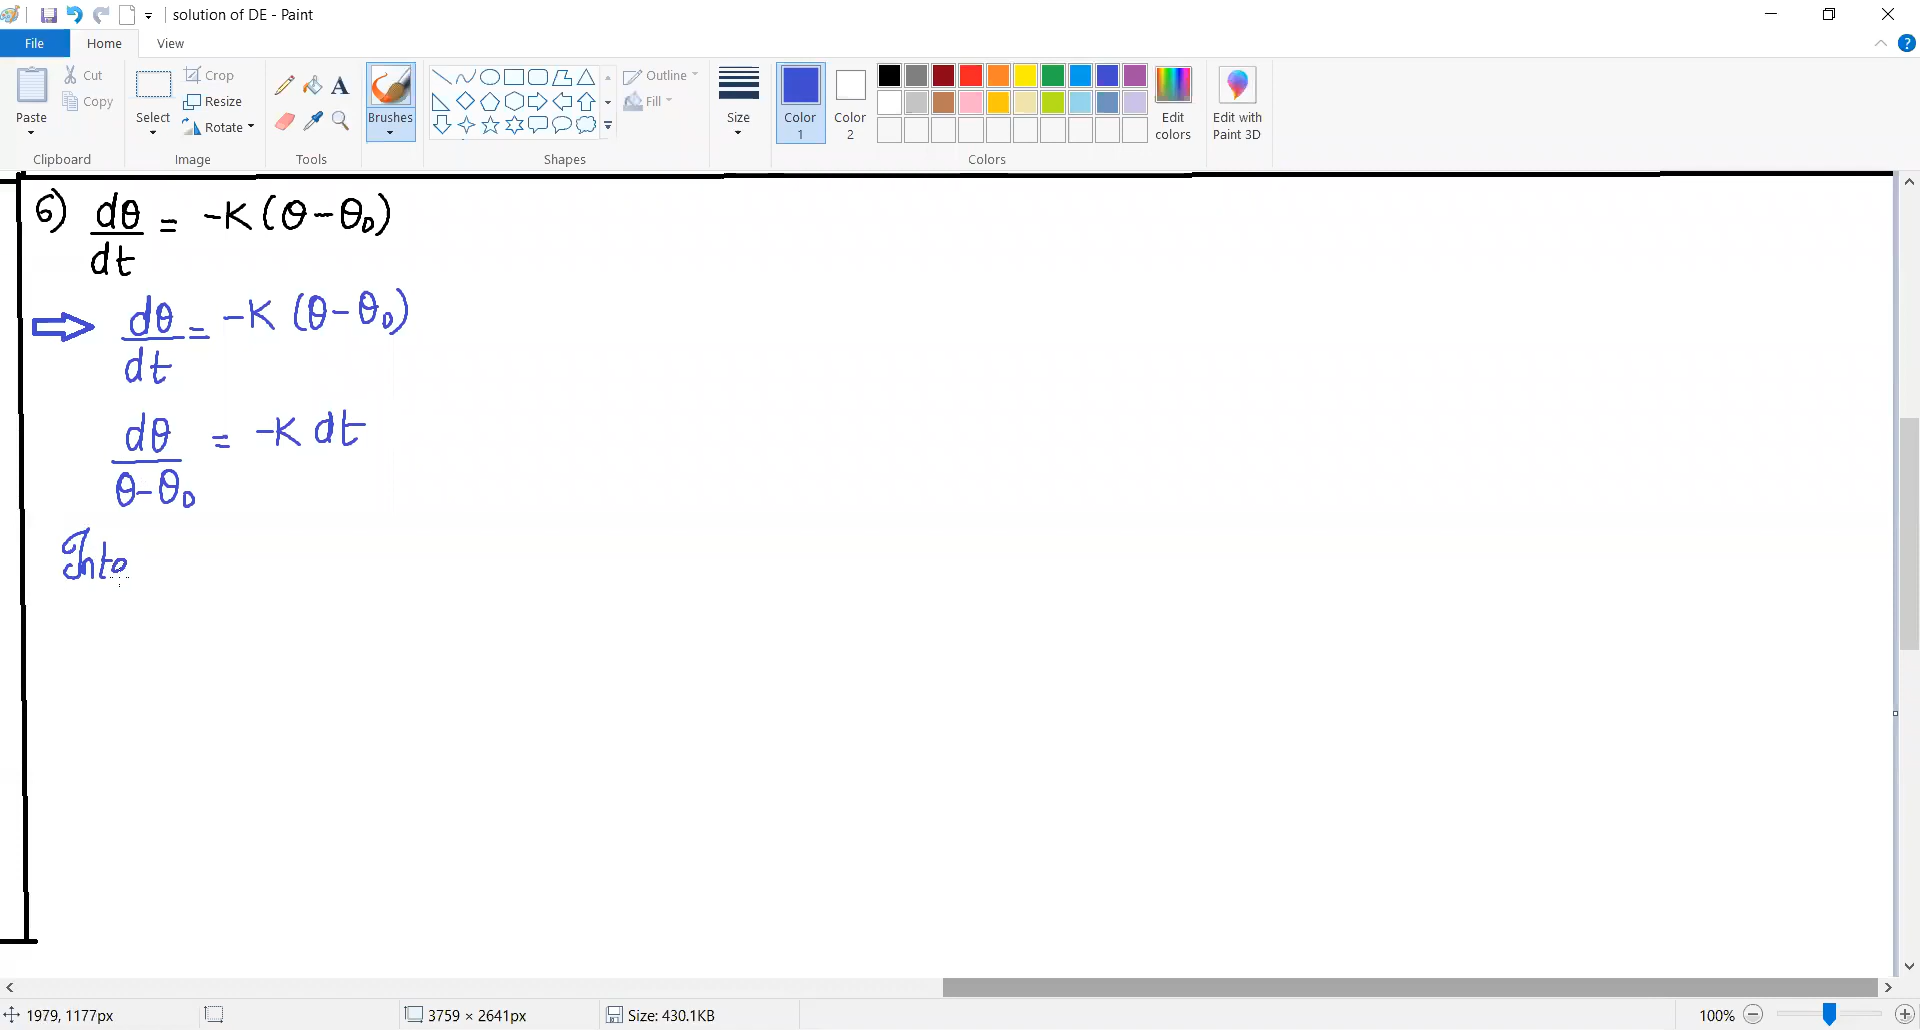 solution of DE - Paint
File Home View
Paste Cut Copy Clipboard
Select Crop Resize Rotate Image
Tools
Brushes
Outline Fill Shapes
Size
Color 1 Color 2 Edit colors Colors
Edit with Paint 3D
6) dθ/dt = -K (θ - θ₀)
dθ/dt = -K (θ - θ₀)
dθ/θ-θ₀ = -K dt
Inte
1979, 1177px 3759 × 2641px Size: 430.1KB 100%